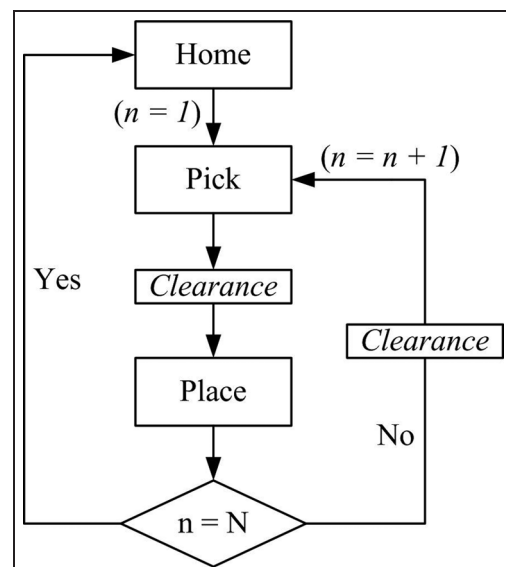 Home
(n = 1)
(n = n + 1)
Pick
Yes
Clearance
Clearance
Place
No
n = N